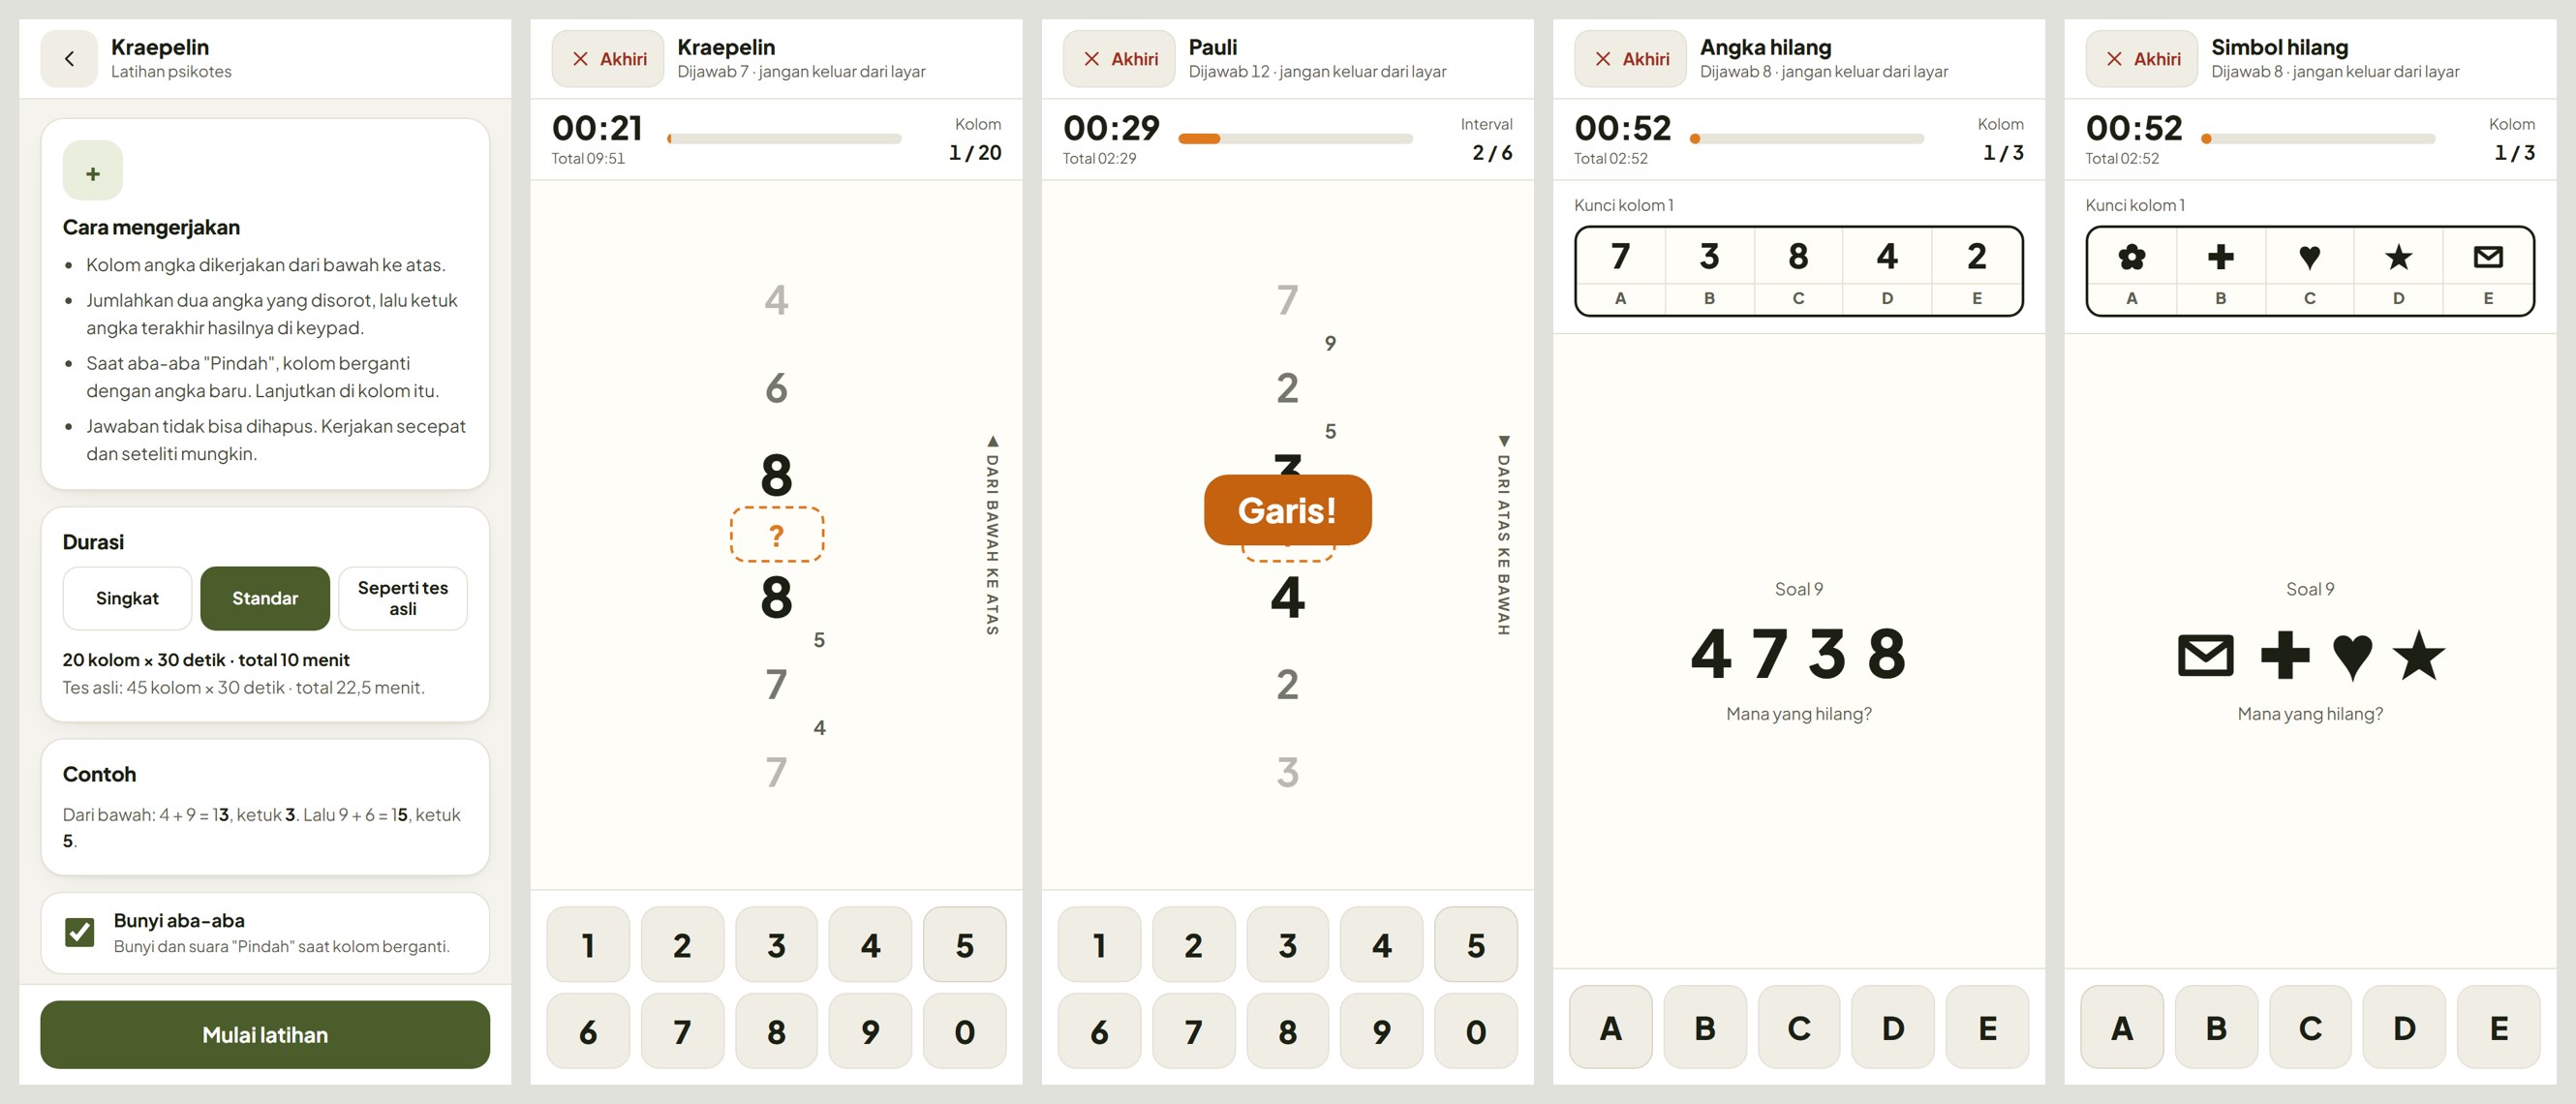 Kraepelin
Latihan psikotes
+
Cara mengerjakan
• Kolom angka dikerjakan dari bawah ke atas.
• Jumlahkan dua angka yang disorot, lalu ketuk
angka terakhir hasilnya di keypad.
• Saat aba-aba "Pindah", kolom berganti
dengan angka baru. Lanjutkan di kolom itu.
• Jawaban tidak bisa dihapus. Kerjakan secepat
dan seteliti mungkin.
Durasi
Singkat
Standar
Seperti tes
asli
20 kolom × 30 detik · total 10 menit
Tes asli: 45 kolom × 30 detik · total 22,5 menit.
Contoh
Dari bawah: 4 + 9 = 13, ketuk 3. Lalu 9 + 6 = 15, ketuk
5.
Bunyi aba-aba
Bunyi dan suara "Pindah" saat kolom berganti.
Mulai latihan
Akhiri
Kraepelin
Dijawab 7 · jangan keluar dari layar
00:21
Total 09:51
Kolom
1 / 20
4
6
8
?
8
5
7
4
7
▲ DARI BAWAH KE ATAS
1 2 3 4 5
6 7 8 9 0
Akhiri
Pauli
Dijawab 12 · jangan keluar dari layar
00:29
Total 02:29
Interval
2 / 6
7
9
2
5
3
Garis!
4
2
3
▼ DARI ATAS KE BAWAH
1 2 3 4 5
6 7 8 9 0
Akhiri
Angka hilang
Dijawab 8 · jangan keluar dari layar
00:52
Total 02:52
Kolom
1 / 3
Kunci kolom 1
7 3 8 4 2
A B C D E
Soal 9
4 7 3 8
Mana yang hilang?
A B C D E
Akhiri
Simbol hilang
Dijawab 8 · jangan keluar dari layar
00:52
Total 02:52
Kolom
1 / 3
Kunci kolom 1
✿ ✚ ♥ ★ ✉
A B C D E
Soal 9
✉ ✚ ♥ ★
Mana yang hilang?
A B C D E